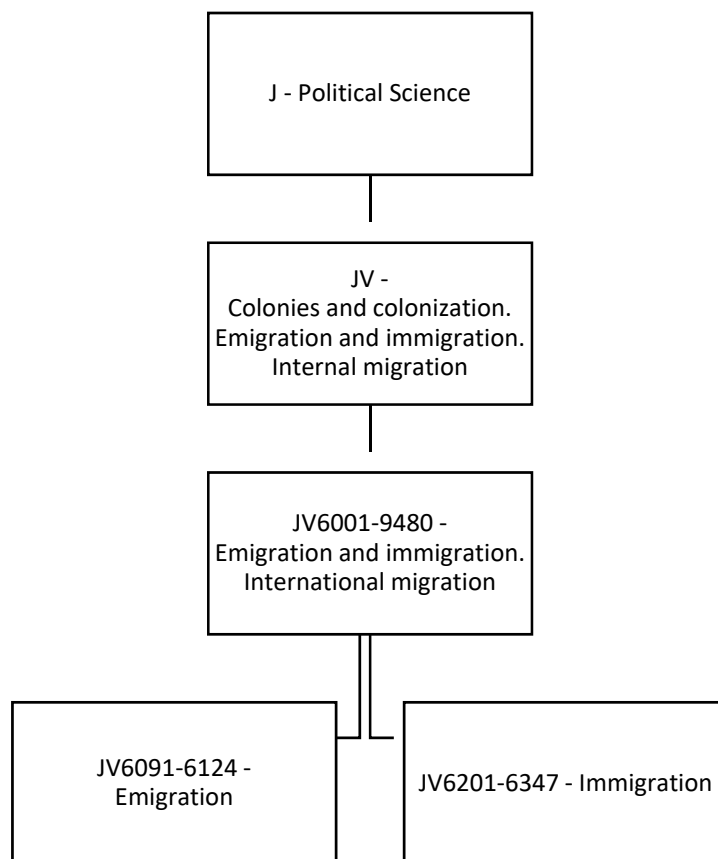 J - Political Science
JV -
Colonies and colonization.
Emigration and immigration.
Internal migration
JV6001-9480 -
Emigration and immigration.
International migration
JV6091-6124 -
Emigration
JV6201-6347 - Immigration